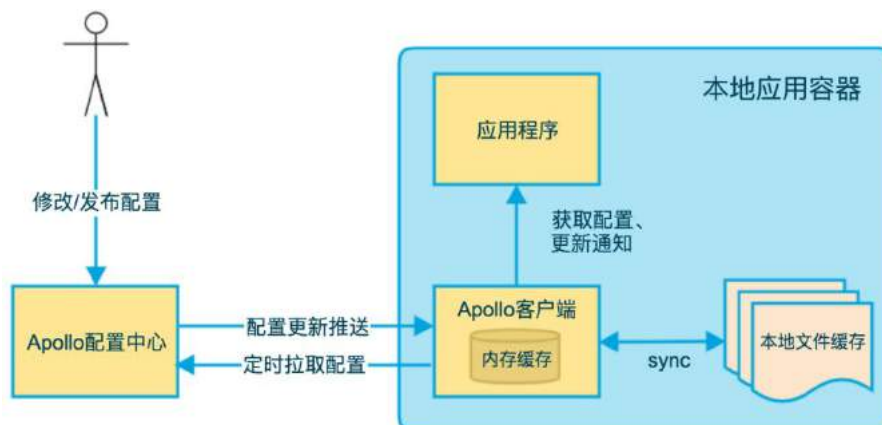 本地应用容器
应用程序
修改/发布配置
获取配置、
更新通知
Apollo配置中心
配置更新推送
定时拉取配置
Apollo客户端
内存缓存
sync
本地文件缓存